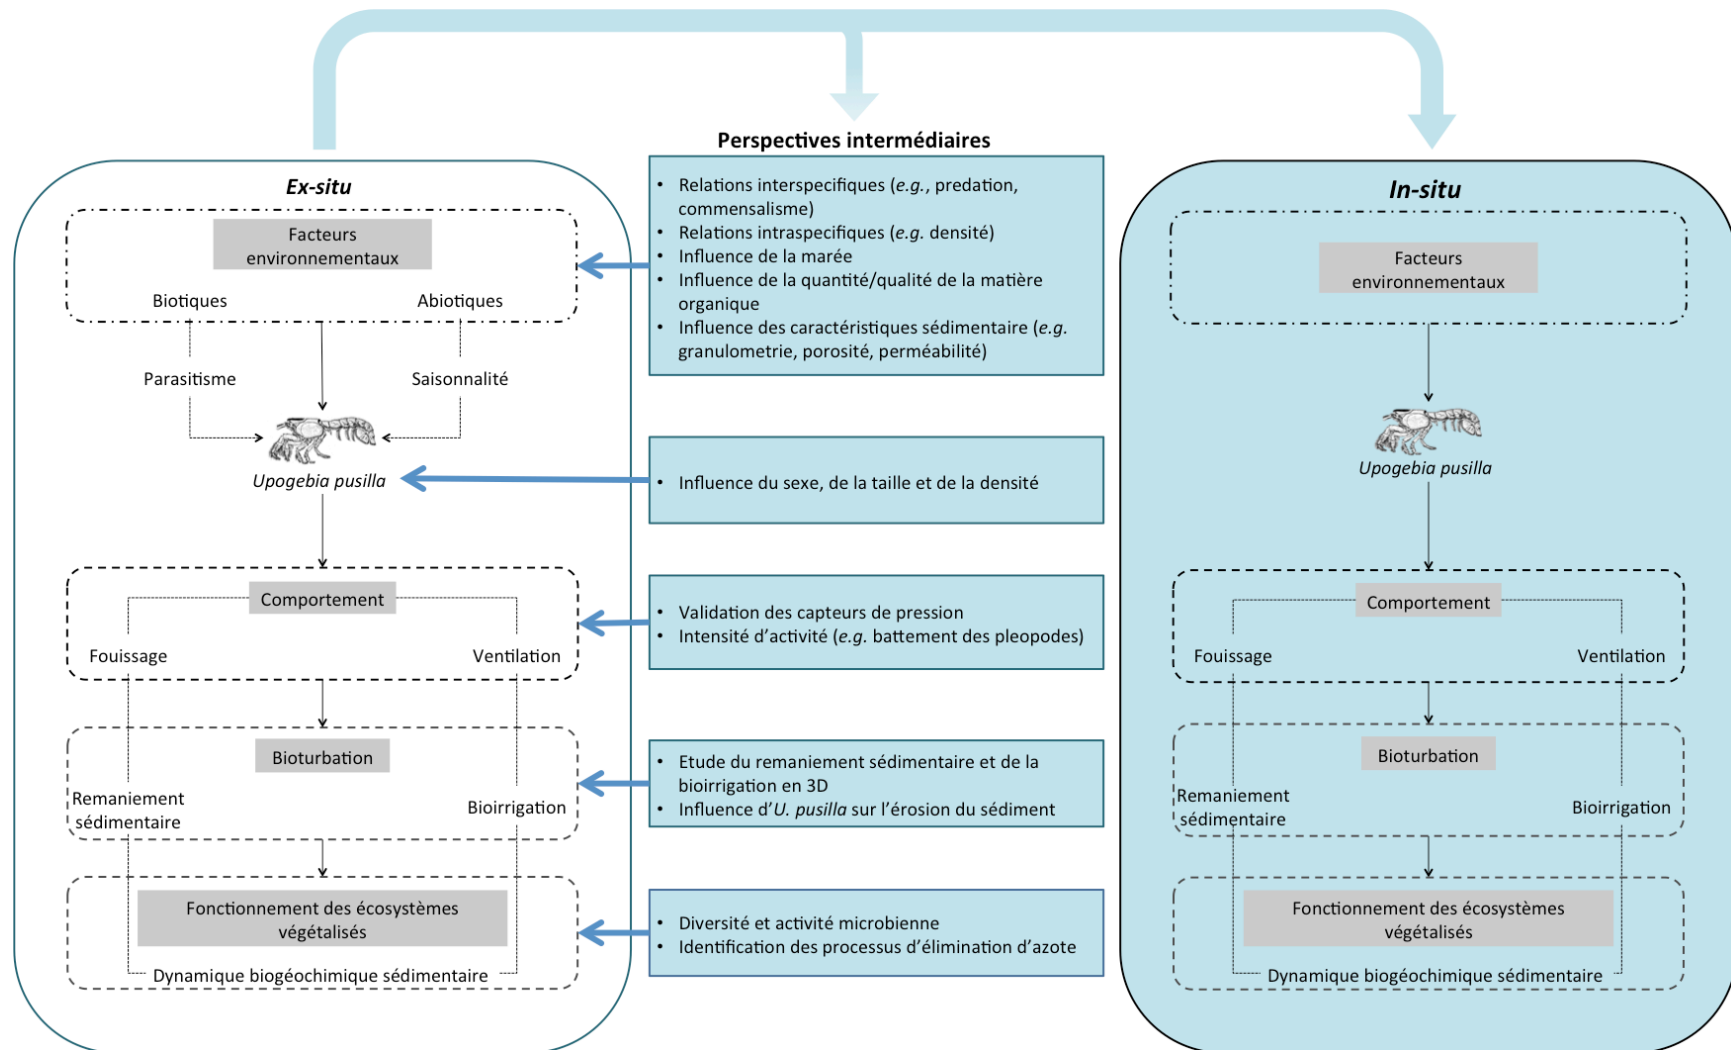 Ex-situ
Facteurs
environnementaux
Biotiques
Abiotiques
Parasitisme
Saisonnalité
Upogebia pusilla
Comportement
Fouissage
Ventilation
Bioturbation
Remaniement
sédimentaire
Bioirrigation
Fonctionnement des écosystèmes
végétalisés
Dynamique biogéochimique sédimentaire
Perspectives intermédiaires
• Relations interspecifiques (e.g., predation,
commensalisme)
• Relations intraspecifiques (e.g. densité)
• Influence de la marée
• Influence de la quantité/qualité de la matière
organique
• Influence des caractéristiques sédimentaire (e.g.
granulometrie, porosité, perméabilité)
• Influence du sexe, de la taille et de la densité
• Validation des capteurs de pression
• Intensité d’activité (e.g. battement des pleopodes)
• Etude du remaniement sédimentaire et de la
bioirrigation en 3D
• Influence d’U. pusilla sur l’érosion du sédiment
• Diversité et activité microbienne
• Identification des processus d’élimination d’azote
In-situ
Facteurs
environnementaux
Upogebia pusilla
Comportement
Fouissage
Ventilation
Bioturbation
Remaniement
sédimentaire
Bioirrigation
Fonctionnement des écosystèmes
végétalisés
Dynamique biogéochimique sédimentaire